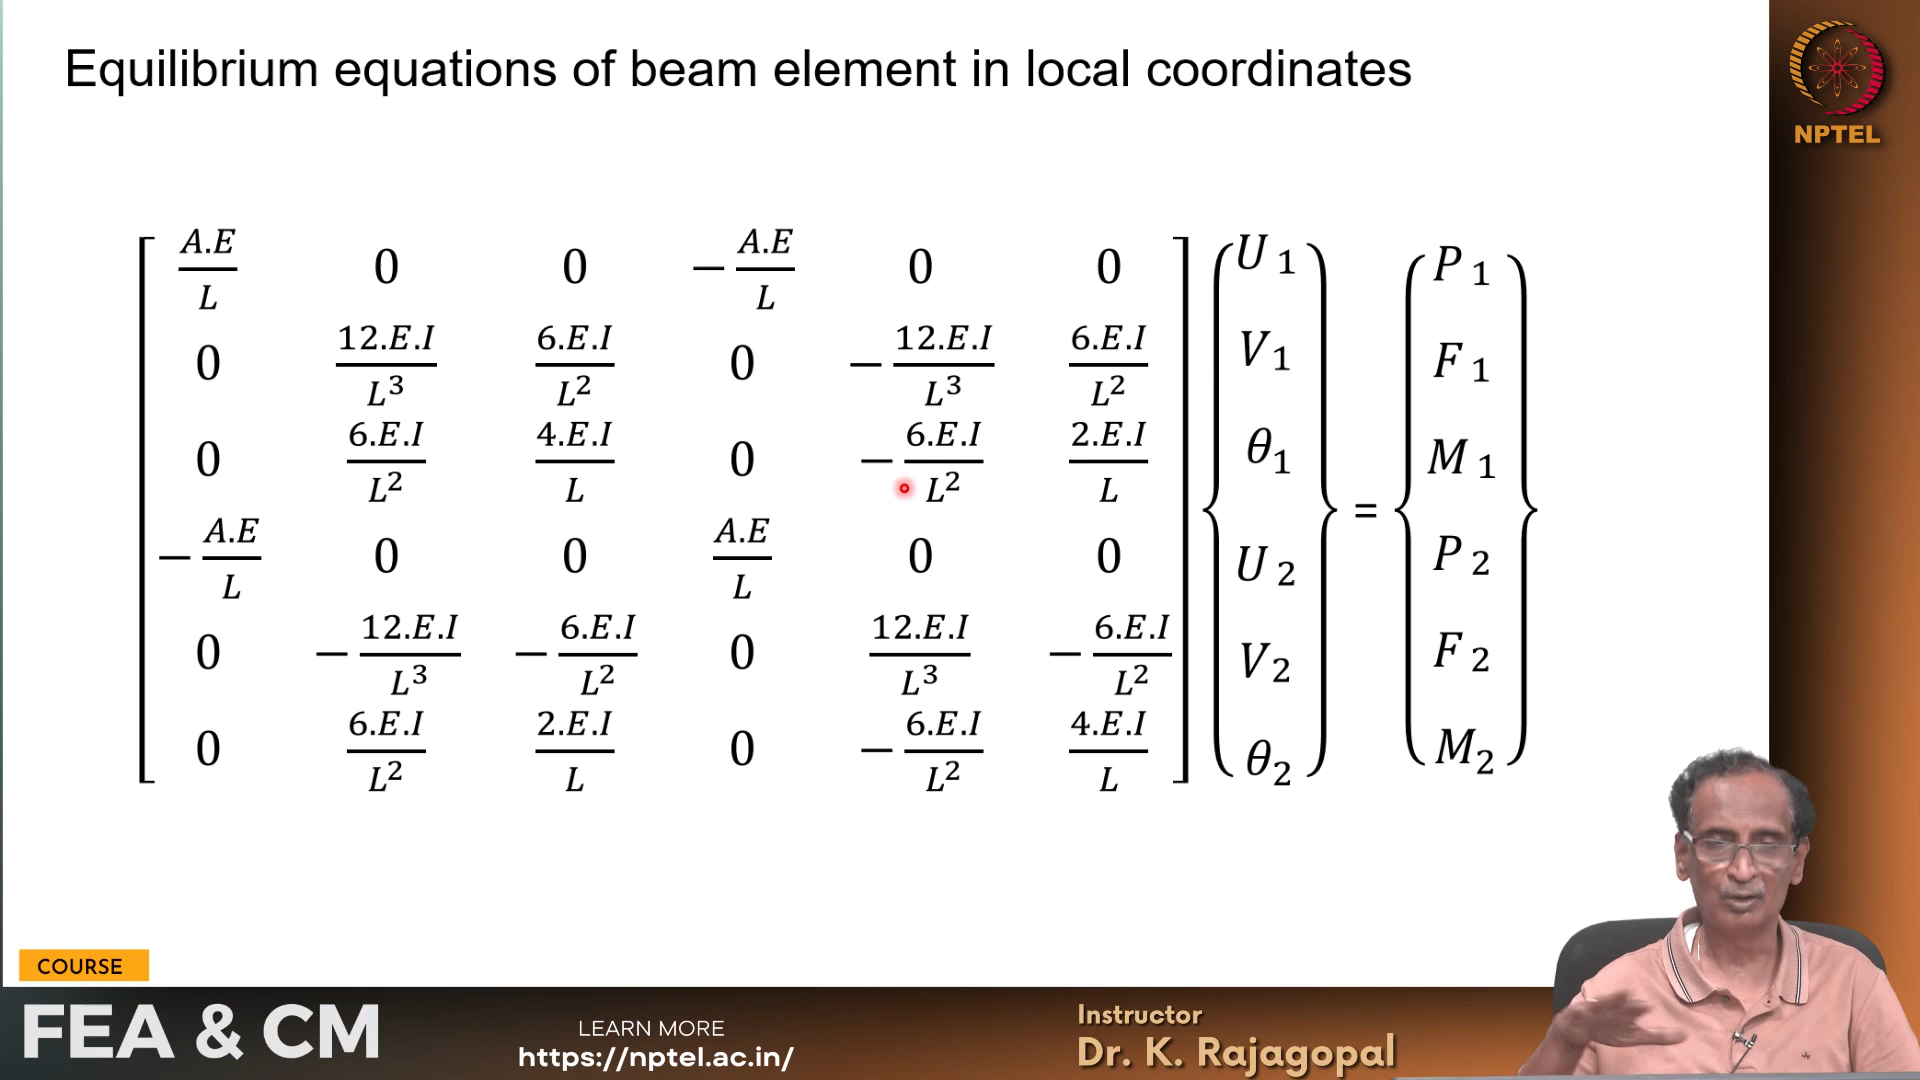 Equilibrium equations of beam element in local coordinates
NPTEL
A.E/L 0 0 −A.E/L 0 0 U1 P1
0 12.E.I/L³ 6.E.I/L² 0 −12.E.I/L³ 6.E.I/L² V1 F1
0 6.E.I/L² 4.E.I/L 0 −6.E.I/L² 2.E.I/L θ1 M1
=
−A.E/L 0 0 A.E/L 0 0 U2 P2
0 −12.E.I/L³ −6.E.I/L² 0 12.E.I/L³ −6.E.I/L² V2 F2
0 6.E.I/L² 2.E.I/L 0 −6.E.I/L² 4.E.I/L θ2 M2
COURSE
FEA & CM
LEARN MORE
https://nptel.ac.in/
Instructor
Dr. K. Rajagopal